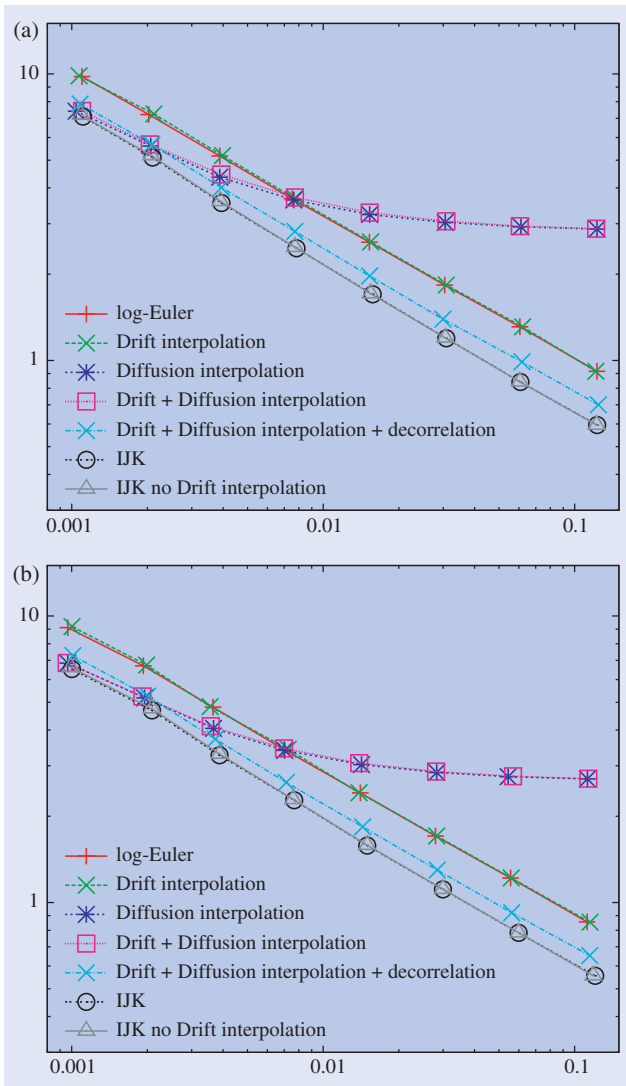 (a)
10
1
log-Euler
Drift interpolation
Diffusion interpolation
Drift + Diffusion interpolation
Drift + Diffusion interpolation + decorrelation
IJK
IJK no Drift interpolation
0.001
0.01
0.1
(b)
10
1
log-Euler
Drift interpolation
Diffusion interpolation
Drift + Diffusion interpolation
Drift + Diffusion interpolation + decorrelation
IJK
IJK no Drift interpolation
0.001
0.01
0.1